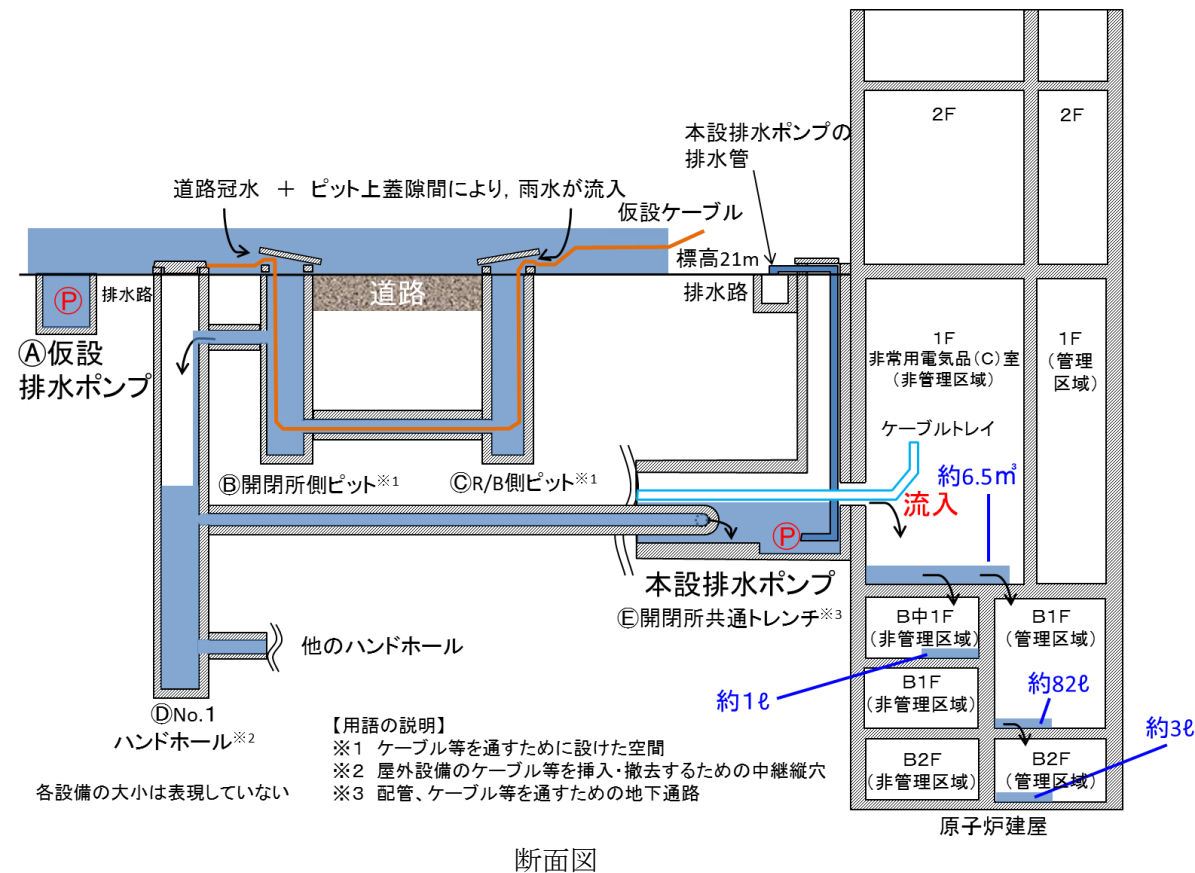 2F
2F
本設排水ポンプの
排水管
道路冠水 ＋ ピット上蓋隙間により，雨水が流入
仮設ケーブル
標高21m
排水路
Ⓟ
排水路
道路
Ⓐ仮設
排水ポンプ
1F
非常用電気品(C)室
(非管理区域)
1F
(管理
区域)
ケーブルトレイ
約6.5㎥
流入
Ⓑ開閉所側ピット※1
ⒸR/B側ピット※1
Ⓟ
本設排水ポンプ
Ⓔ開閉所共通トレンチ※3
B中1F
(非管理区域)
B1F
(管理区域)
他のハンドホール
約1ℓ
B1F
(非管理区域)
約82ℓ
約3ℓ
ⒹNo.1
ハンドホール※2
B2F
(非管理区域)
B2F
(管理区域)
【用語の説明】
※1 ケーブル等を通すために設けた空間
※2 屋外設備のケーブル等を挿入・撤去するための中継縦穴
※3 配管、ケーブル等を通すための地下通路
各設備の大小は表現していない
原子炉建屋
断面図